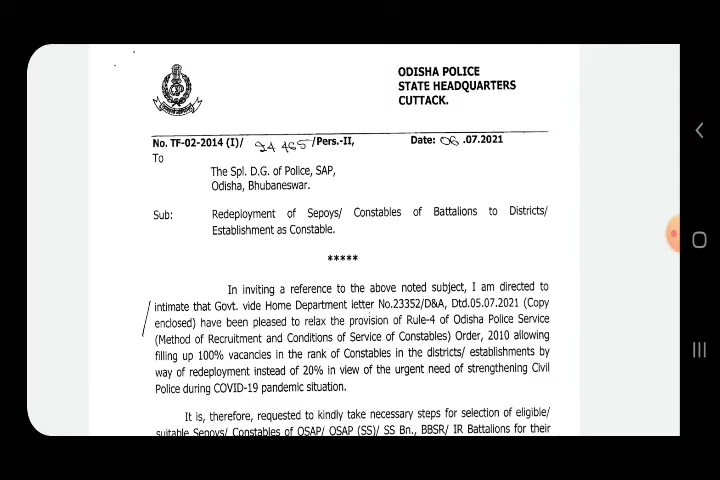 ODISHA POLICE
STATE HEADQUARTERS
CUTTACK.
No. TF-02-2014 (I)/ /Pers.-II, Date: 06 .07.2021
To
The Spl. D.G. of Police, SAP,
Odisha, Bhubaneswar.
Sub: Redeployment of Sepoys/ Constables of Battalions to Districts/
Establishment as Constable.
*****
In inviting a reference to the above noted subject, I am directed to
intimate that Govt. vide Home Department letter No.23352/D&A, Dtd.05.07.2021 (Copy
enclosed) have been pleased to relax the provision of Rule-4 of Odisha Police Service
(Method of Recruitment and Conditions of Service of Constables) Order, 2010 allowing
filling up 100% vacancies in the rank of Constables in the districts/ establishments by
way of redeployment instead of 20% in view of the urgent need of strengthening Civil
Police during COVID-19 pandemic situation.
It is, therefore, requested to kindly take necessary steps for selection of eligible/
suitable Sepoys/ Constables of OSAP/ OSAP (SS)/ SS Bn., BBSR/ IR Battalions for their